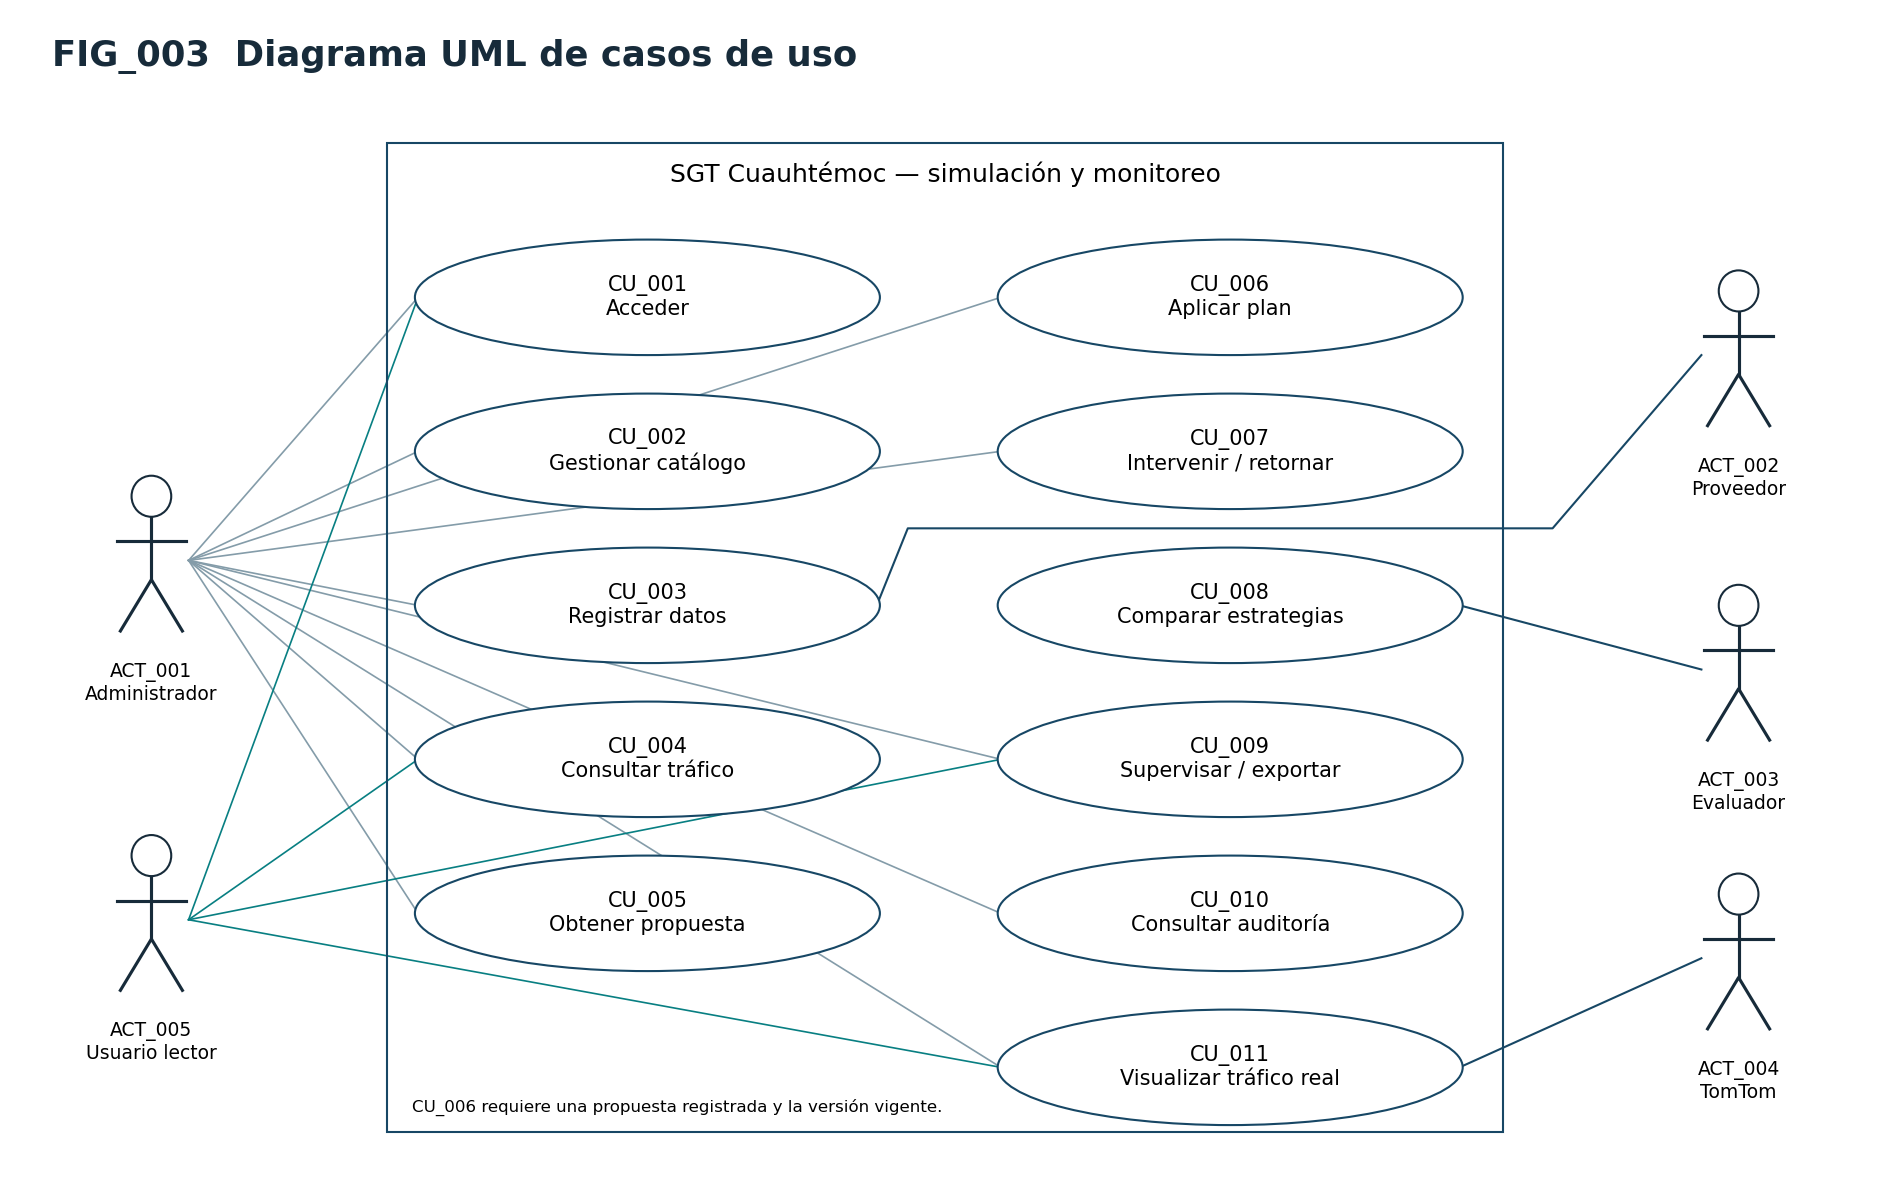 FIG_003 Diagrama UML de casos de uso
SGT Cuauhtémoc — simulación y monitoreo
CU_001
Acceder
CU_006
Aplicar plan
CU_002
Gestionar catálogo
CU_007
Intervenir / retornar
CU_003
Registrar datos
CU_008
Comparar estrategias
CU_004
Consultar tráfico
CU_009
Supervisar / exportar
CU_005
Obtener propuesta
CU_010
Consultar auditoría
CU_011
Visualizar tráfico real
CU_006 requiere una propuesta registrada y la versión vigente.
ACT_001
Administrador
ACT_005
Usuario lector
ACT_002
Proveedor
ACT_003
Evaluador
ACT_004
TomTom